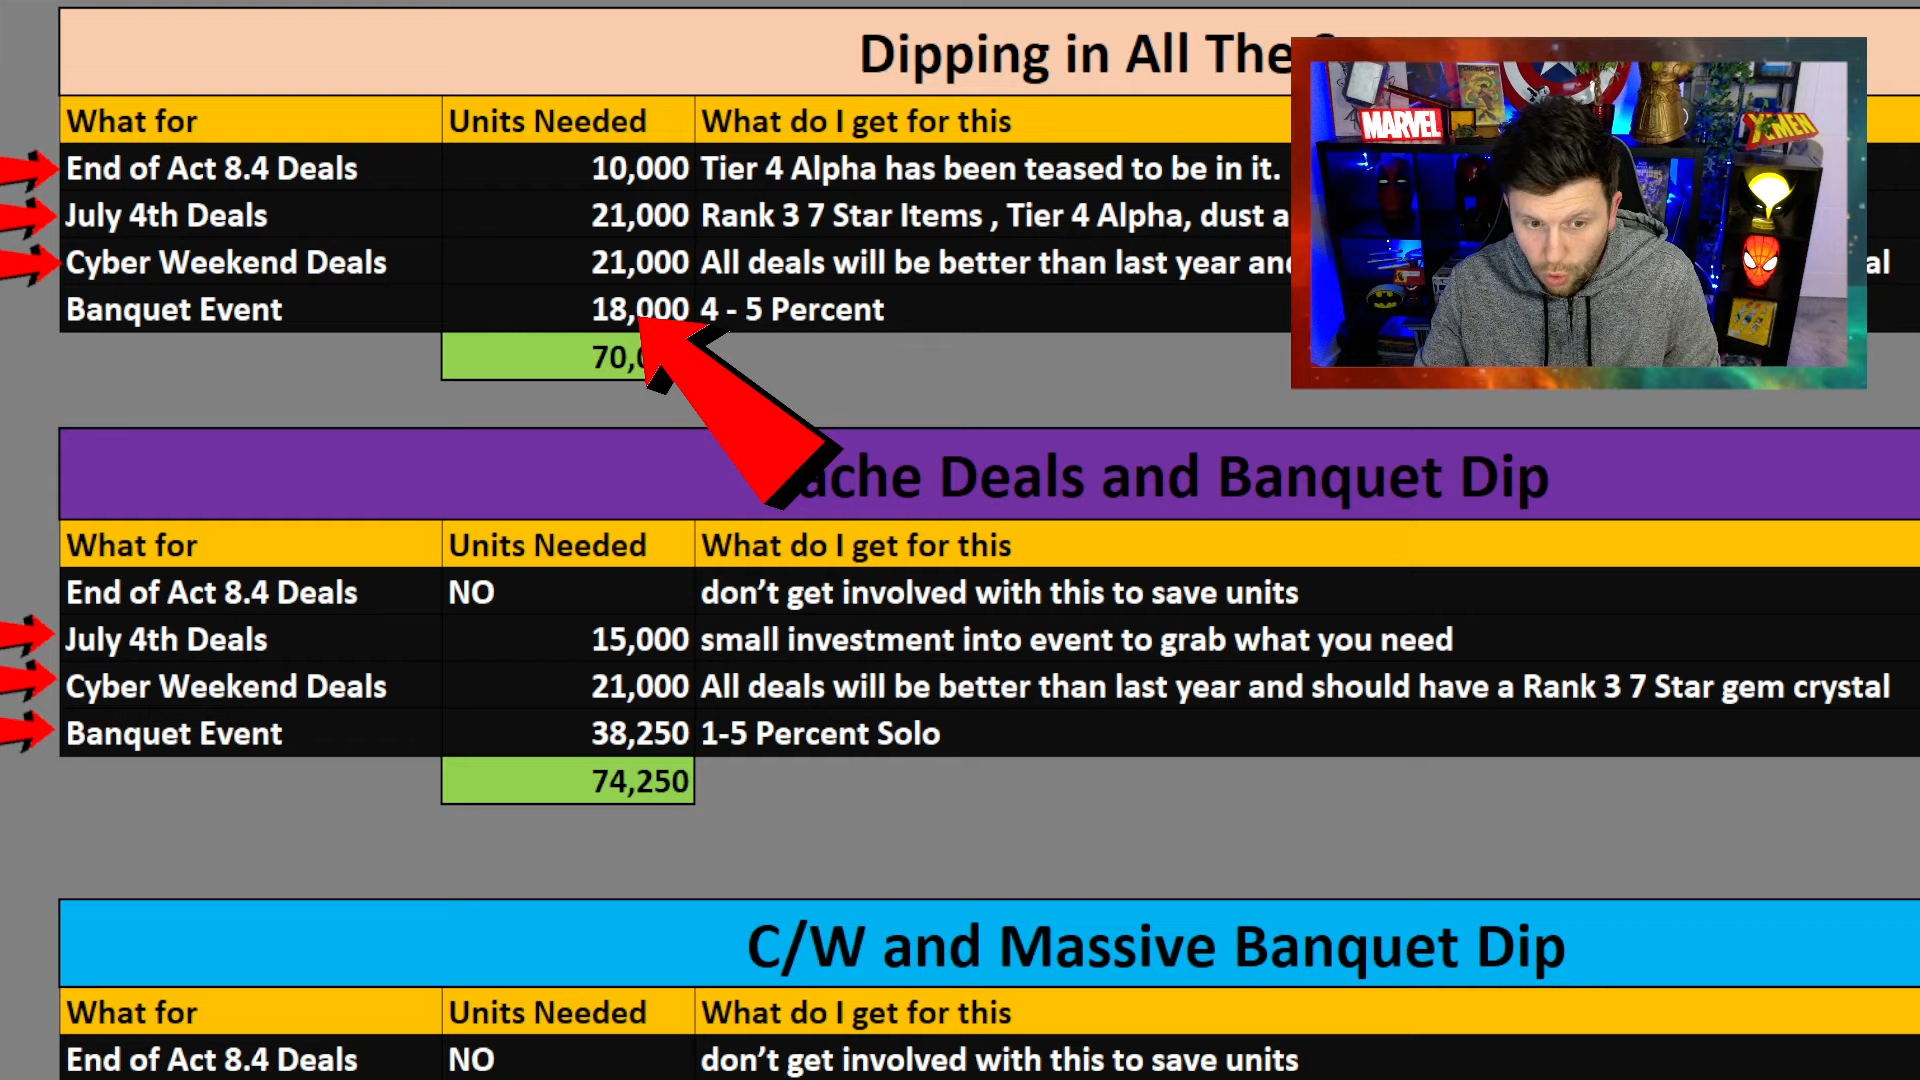 Dipping in All The
What for Units Needed What do I get for this
End of Act 8.4 Deals 10,000 Tier 4 Alpha has been teased to be in it.
July 4th Deals 21,000 Rank 3 7 Star Items , Tier 4 Alpha, dust
Cyber Weekend Deals 21,000 All deals will be better than last year
Banquet Event 18,000 4 - 5 Percent
MARVEL
X-MEN
Deals and Banquet Dip
What for Units Needed What do I get for this
End of Act 8.4 Deals NO don’t get involved with this to save units
July 4th Deals 15,000 small investment into event to grab what you need
Cyber Weekend Deals 21,000 All deals will be better than last year and should have a Rank 3 7 Star gem crystal
Banquet Event 38,250 1-5 Percent Solo
74,250
C/W and Massive Banquet Dip
What for Units Needed What do I get for this
End of Act 8.4 Deals NO don’t get involved with this to save units